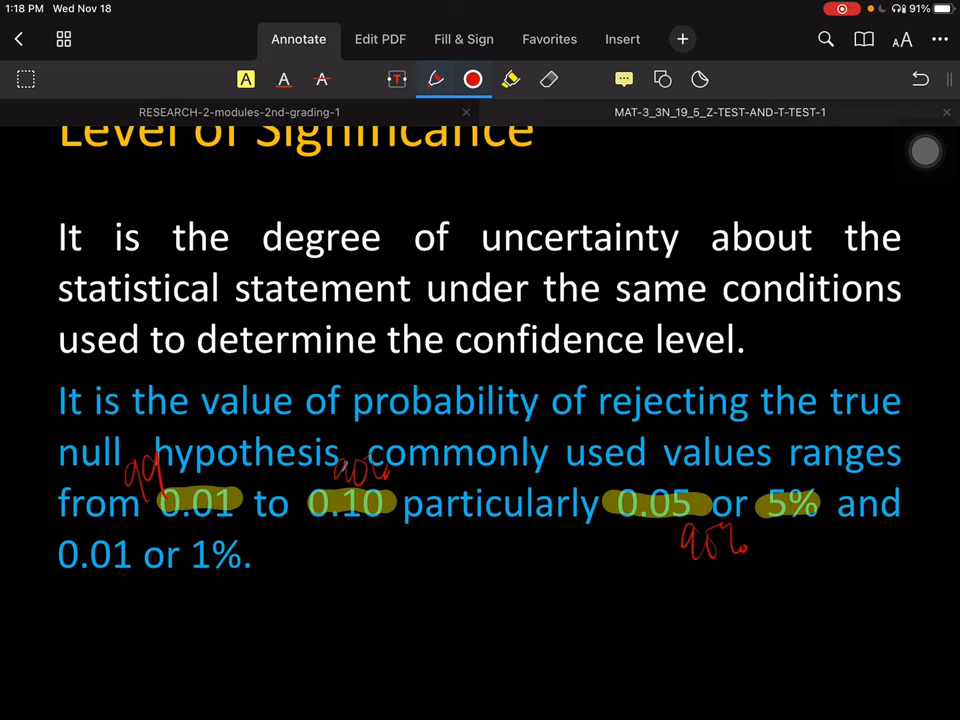 1:18 PM Wed Nov 18
91%
Annotate Edit PDF Fill & Sign Favorites Insert
A A A T
RESEARCH-2-modules-2nd-grading-1
MAT-3_3N_19_5_Z-TEST-AND-T-TEST-1
Level of Significance
It is the degree of uncertainty about the
statistical statement under the same conditions
used to determine the confidence level.
It is the value of probability of rejecting the true
null hypothesis, commonly used values ranges
99
from 0.01 to 0.10 particularly 0.05 or 5% and
0.01 or 1%.